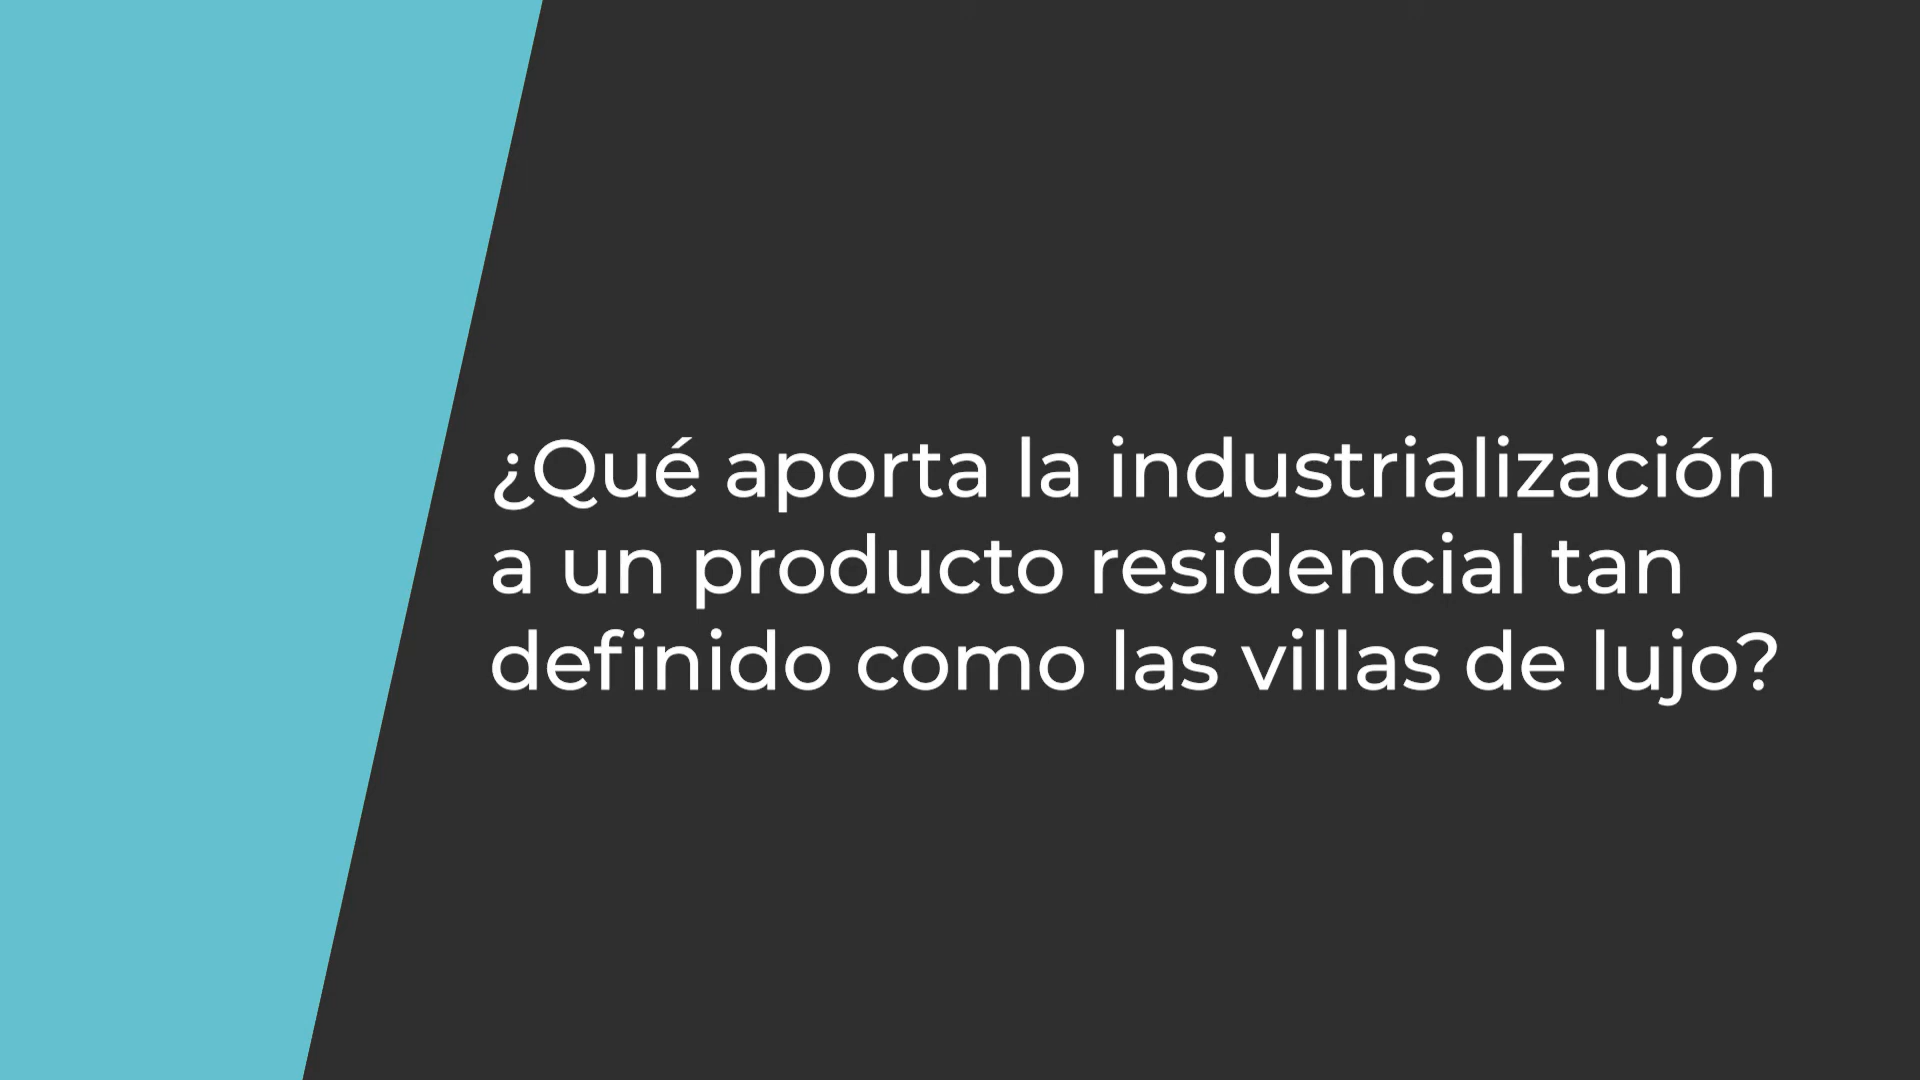 ¿Qué aporta la industrialización
a un producto residencial tan
definido como las villas de lujo?